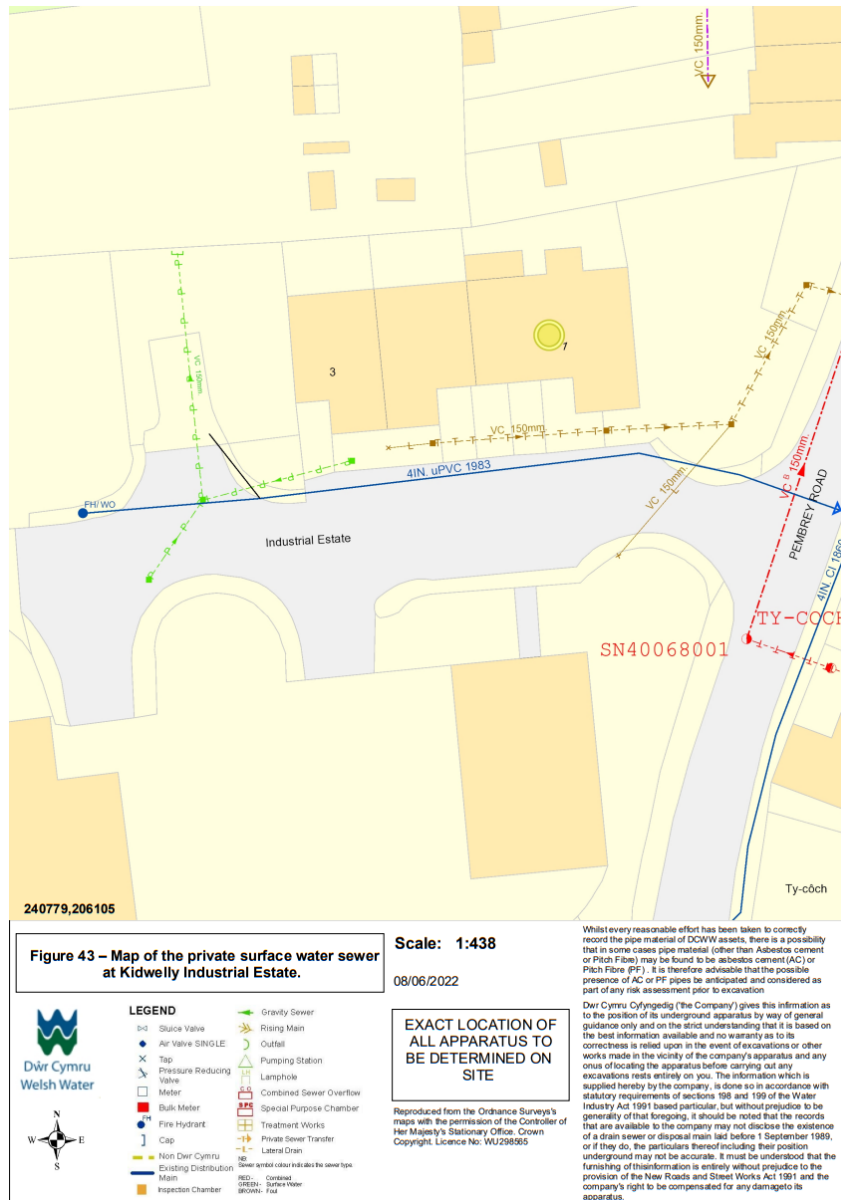 VC 150mm.
3
1
VC 150mm
VC 150mm.
VC 150mm.
VC 150mm.
4IN. uPVC 1983
FH/ WO
Industrial Estate
VC B 150mm.
PEMBREY ROAD
4IN. CI 186
TY-COCH
SN40068001
Ty-côch
240779,206105
Figure 43 – Map of the private surface water sewer
at Kidwelly Industrial Estate.
Scale: 1:438
08/06/2022
EXACT LOCATION OF
ALL APPARATUS TO
BE DETERMINED ON
SITE
Reproduced from the Ordnance Surveys's
maps with the permission of the Controller of
Her Majesty's Stationary Office. Crown
Copyright. Licence No: WU298565
Dŵr Cymru
Welsh Water
N
W E
S
LEGEND
Sluice Valve
Air Valve SINGLE
Tap
Pressure Reducing
Valve
Meter
Bulk Meter
FH
Fire Hydrant
Cap
Non Dwr Cymru
Existing Distribution
Main
Inspection Chamber
Gravity Sewer
Rising Main
Outfall
Pumping Station
Lamphole
Combined Sewer Overflow
Special Purpose Chamber
Treatment Works
Private Sewer Transfer
Lateral Drain
NB
Sewer symbol colour indicates the sewer type.
RED- Combined
GREEN- Surface Water
BROWN- Foul
Whilst every reasonable effort has been taken to correctly
record the pipe material of DCWW assets, there is a possibility
that in some cases pipe material (other than Asbestos cement
or Pitch Fibre) may be found to be asbestos cement (AC) or
Pitch Fibre (PF) . It is therefore advisable that the possible
presence of AC or PF pipes be anticipated and considered as
part of any risk assessment prior to excavation
Dwr Cymru Cyfyngedig ('the Company') gives this infirmation as
to the position of its underground apparatus by way of general
guidance only and on the strict understanding that it is based on
the best information available and no warranty as to its
correctness is relied upon in the event of excavations or other
works made in the vicinity of the company's apparatus and any
onus of locating the apparatus before carrying out any
excavations rests entirely on you. The information which is
supplied hereby by the company, is done so in accordance with
statutory requirements of sections 198 and 199 of the Water
Industry Act 1991 based particular, but without prejudice to be
generality of that foregoing, it should be noted that the records
that are available to the company may not disclose the existence
of a drain sewer or disposal main laid before 1 September 1989,
or if they do, the particulars thereof including their position
underground may not be accurate. It must be understood that the
furnishing of thisinformation is entirely without prejudice to the
provision of the New Roads and Street Works Act 1991 and the
company's right to be compensated for any damageto its
apparatus.